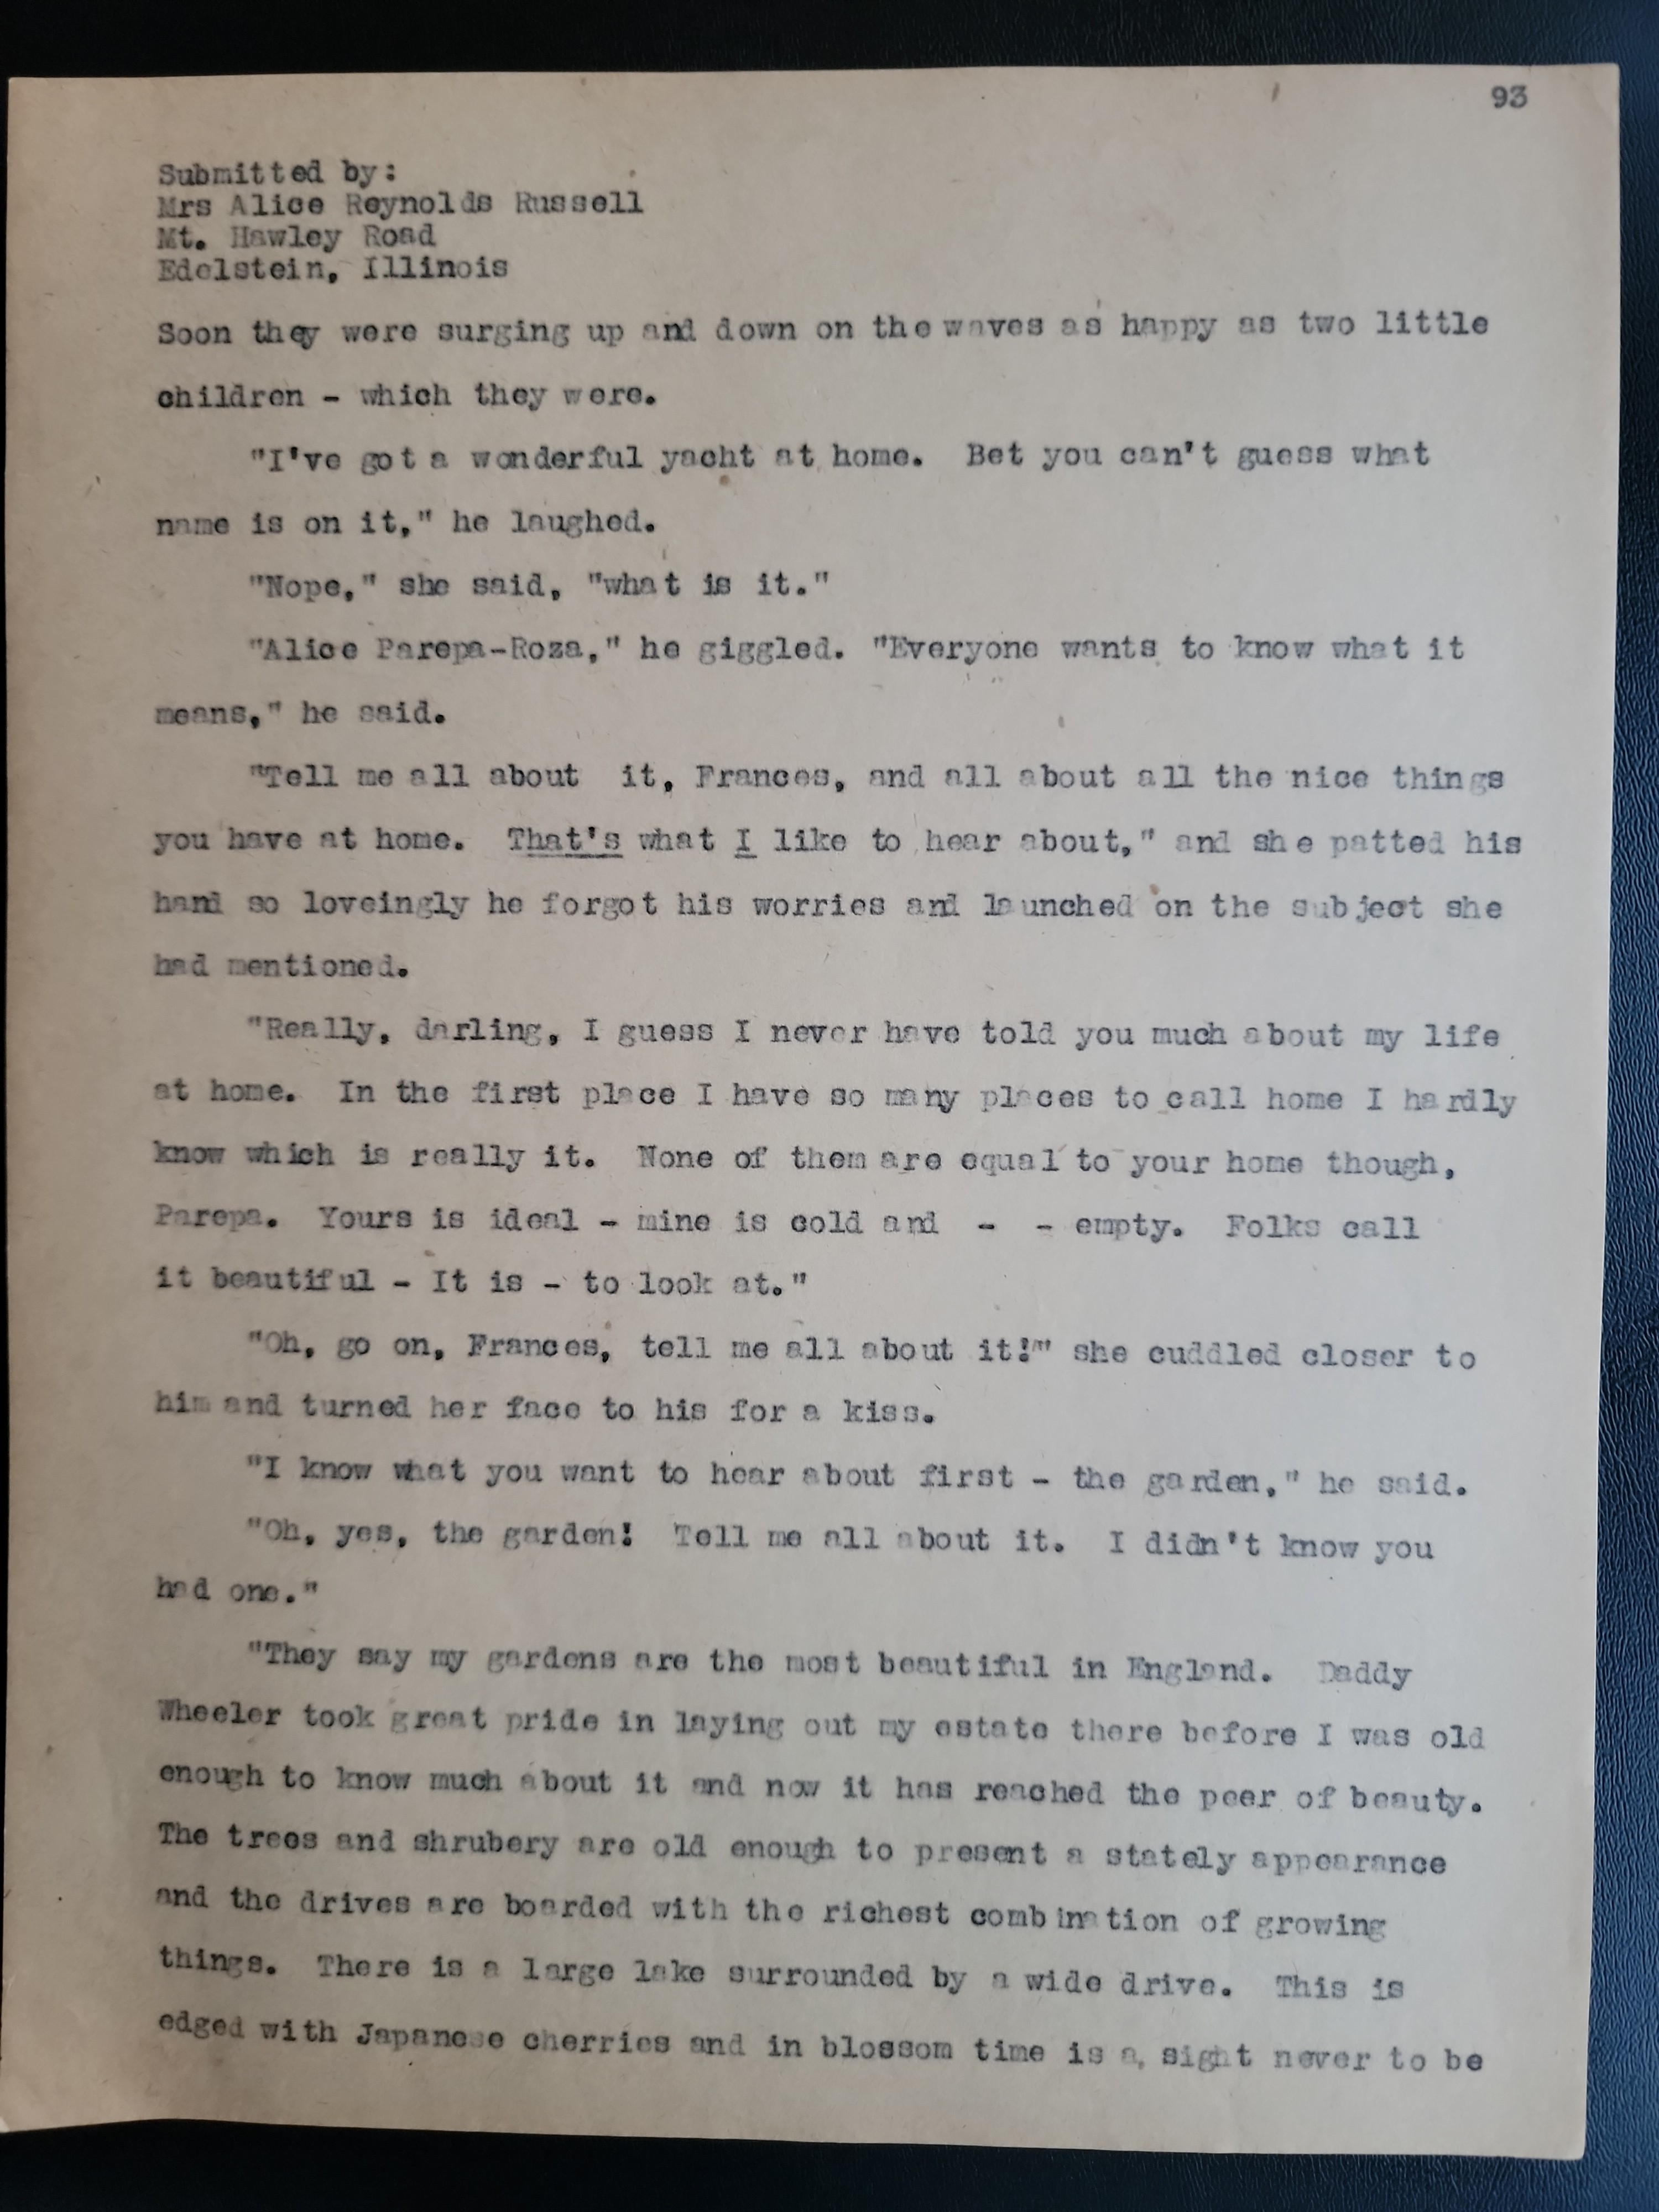 93
Submitted by:
Mrs Alice Reynolds Russell
Mt. Hawley Road
Edelstein, Illinois
Soon they were surging up and down on the waves as happy as two little
children - which they were.
"I've got a wonderful yacht at home. Bet you can't guess what
name is on it," he laughed.
"Nope," she said, "what is it."
"Alice Parepa-Roza," he giggled. "Everyone wants to know what it
means," he said.
"Tell me all about it, Frances, and all about all the nice things
you have at home. That's what I like to hear about," and she patted his
hand so loveingly he forgot his worries and launched on the subject she
had mentioned.
"Really, darling, I guess I never have told you much about my life
at home. In the first place I have so many places to call home I hardly
know which is really it. None of them are equal to your home though,
Parepa. Yours is ideal - mine is cold and - - empty. Folks call
it beautiful - It is - to look at."
"Oh, go on, Frances, tell me all about it!" she cuddled closer to
him and turned her face to his for a kiss.
"I know what you want to hear about first - the garden," he said.
"Oh, yes, the garden! Tell me all about it. I didn't know you
had one."
"They say my gardens are the most beautiful in England. Daddy
Wheeler took great pride in laying out my estate there before I was old
enough to know much about it and now it has reached the peer of beauty.
The trees and shrubery are old enough to present a stately appearance
and the drives are boarded with the richest combination of growing
things. There is a large lake surrounded by a wide drive. This is
edged with Japanese cherries and in blossom time is a, sight never to be